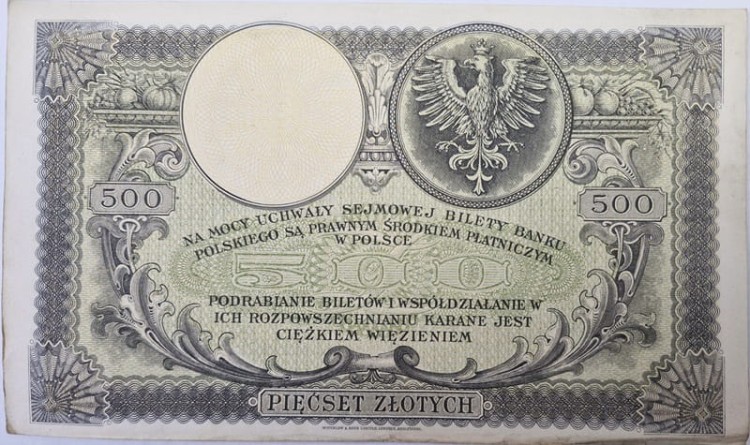 500
500
NA MOCY UCHWAŁY SEJMOWEJ BILETY BANKU
POLSKIEGO SĄ PRAWNYM ŚRODKIEM PŁATNICZYM
W POLSCE
500
PODRABIANIE BILETÓW I WSPÓŁDZIAŁANIE W
ICH ROZPOWSZECHNIANIU KARANE JEST
CIĘŻKIEM WIĘZIENIEM
PIĘĆSET ZŁOTYCH